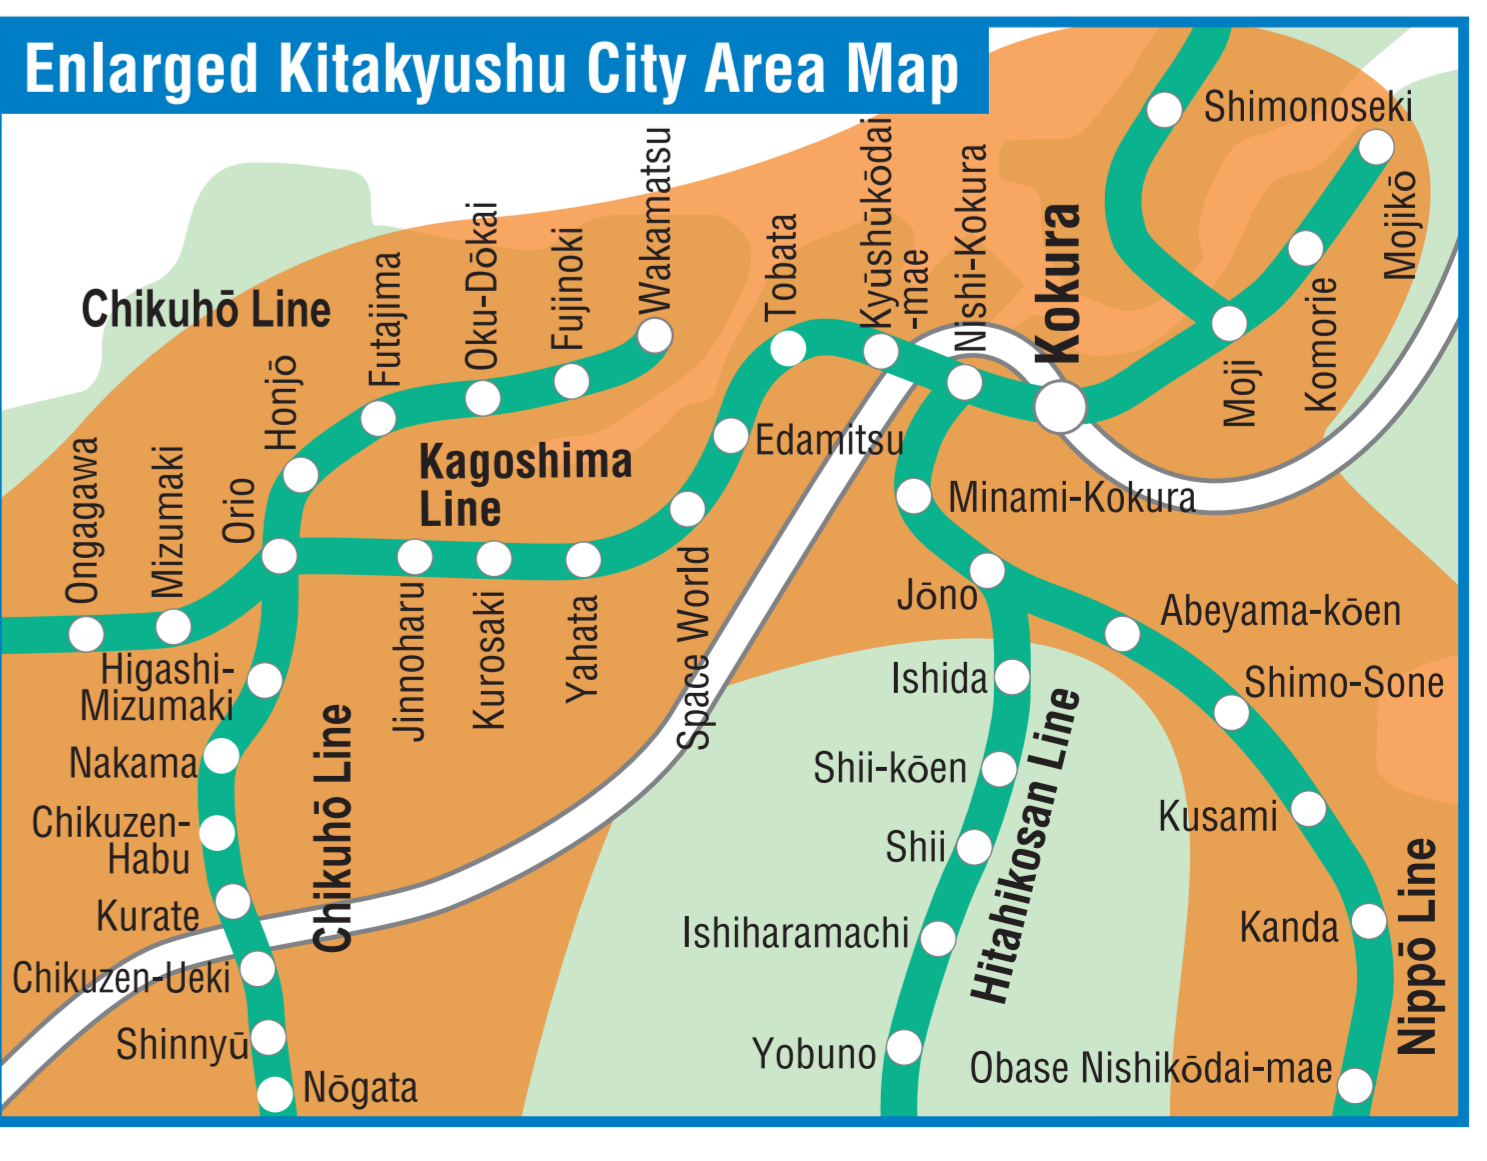 Enlarged Kitakyushu City Area Map
Shimonoseki
Mojikō
Komorie
Moji
Kokura
Nishi-Kokura
Kyūshūkōdai
-mae
Tobata
Wakamatsu
Fujinoki
Oku-Dōkai
Futajima
Chikuhō Line
Honjō
Orio
Mizumaki
Ongagawa
Kagoshima
Line
Edamitsu
Space World
Yahata
Kurosaki
Jinnoharu
Minami-Kokura
Jōno
Abeyama-kōen
Shimo-Sone
Kusami
Kanda
Nippō Line
Obase Nishikōdai-mae
Ishida
Shii-kōen
Shii
Hitahikosan Line
Ishiharamachi
Yobuno
Higashi-
Mizumaki
Nakama
Chikuzen-
Habu
Kurate
Chikuhō Line
Chikuzen-Ueki
Shinnyū
Nōgata